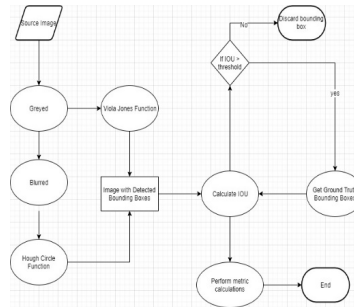 Source Image
Greyed
Blurred
Hough Circle
Function
Viola Jones Function
Image with Detected
Bounding Boxes
No
Discard bounding
box
If IOU >
threshold
yes
Calculate IOU
Get Ground Truth
Bounding Boxes
Perform metric
calculations
End